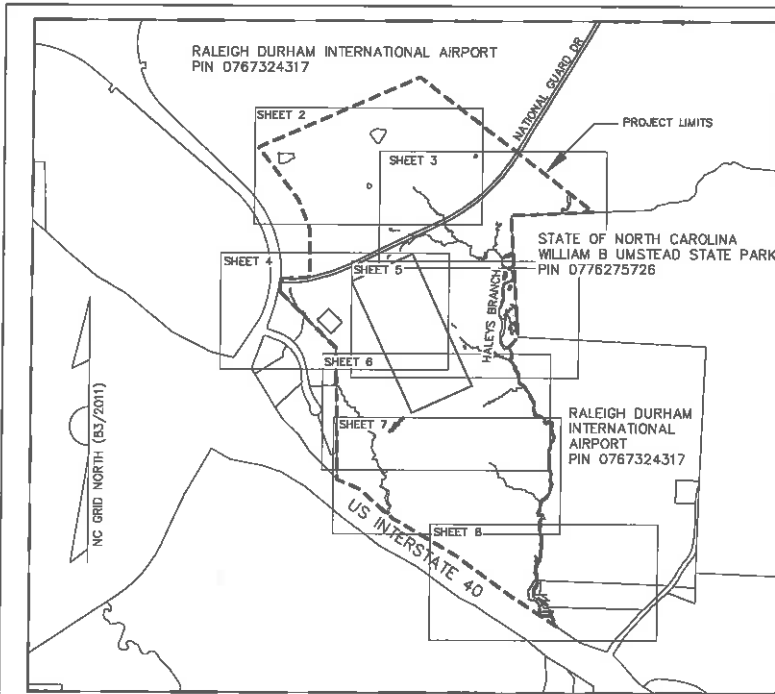 RALEIGH DURHAM INTERNATIONAL AIRPORT
PIN 0767324317
NATIONAL GUARD DR
PROJECT LIMITS
SHEET 2
SHEET 3
STATE OF NORTH CAROLINA
WILLIAM B UMSTEAD STATE PARK
PIN 0776275726
SHEET 4
SHEET 5
HALEYS BRANCH
SHEET 6
NC GRID NORTH (83/2011)
RALEIGH DURHAM
INTERNATIONAL
AIRPORT
PIN 0767324317
SHEET 7
US INTERSTATE 40
SHEET 8